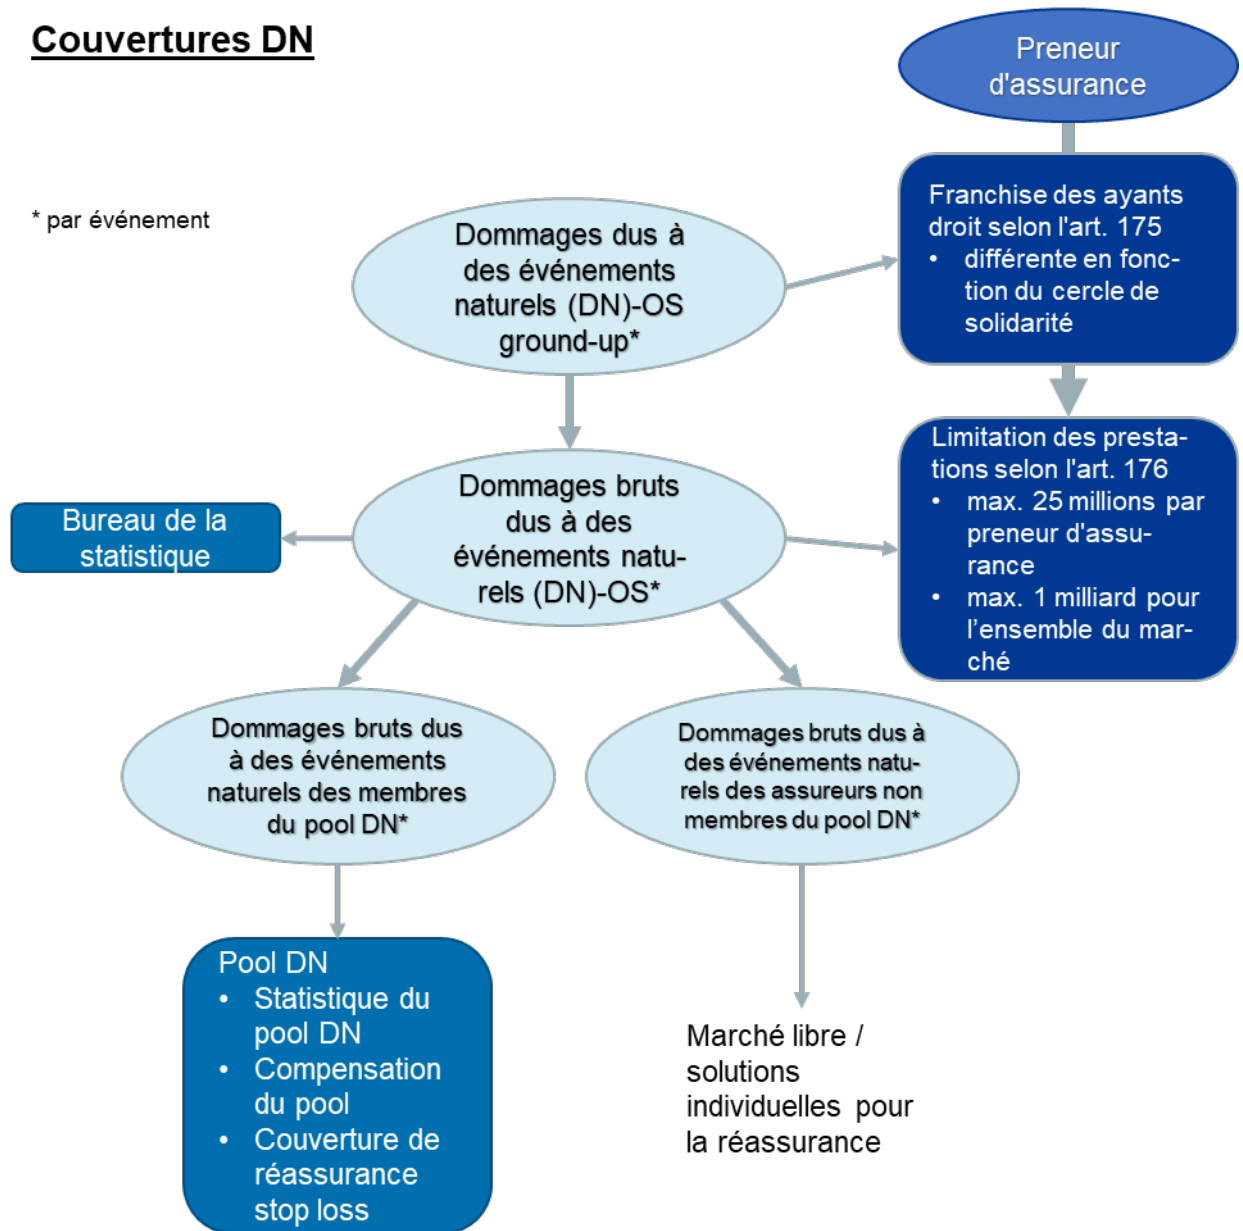 Couvertures DN
Preneur
d'assurance
* par événement
Franchise des ayants
droit selon l'art. 175
• différente en fonc-
tion du cercle de
solidarité
Dommages dus à
des événements
naturels (DN)-OS
ground-up*
Limitation des presta-
tions selon l'art. 176
• max. 25 millions par
preneur d'assu-
rance
• max. 1 milliard pour
l’ensemble du mar-
ché
Dommages bruts
dus à des
événements natu-
rels (DN)-OS*
Bureau de la
statistique
Dommages bruts dus
à des événements
naturels des membres
du pool DN*
Dommages bruts dus à
des événements natu-
rels des assureurs non
membres du pool DN*
Pool DN
• Statistique du
pool DN
• Compensation
du pool
• Couverture de
réassurance
stop loss
Marché libre /
solutions
individuelles pour
la réassurance